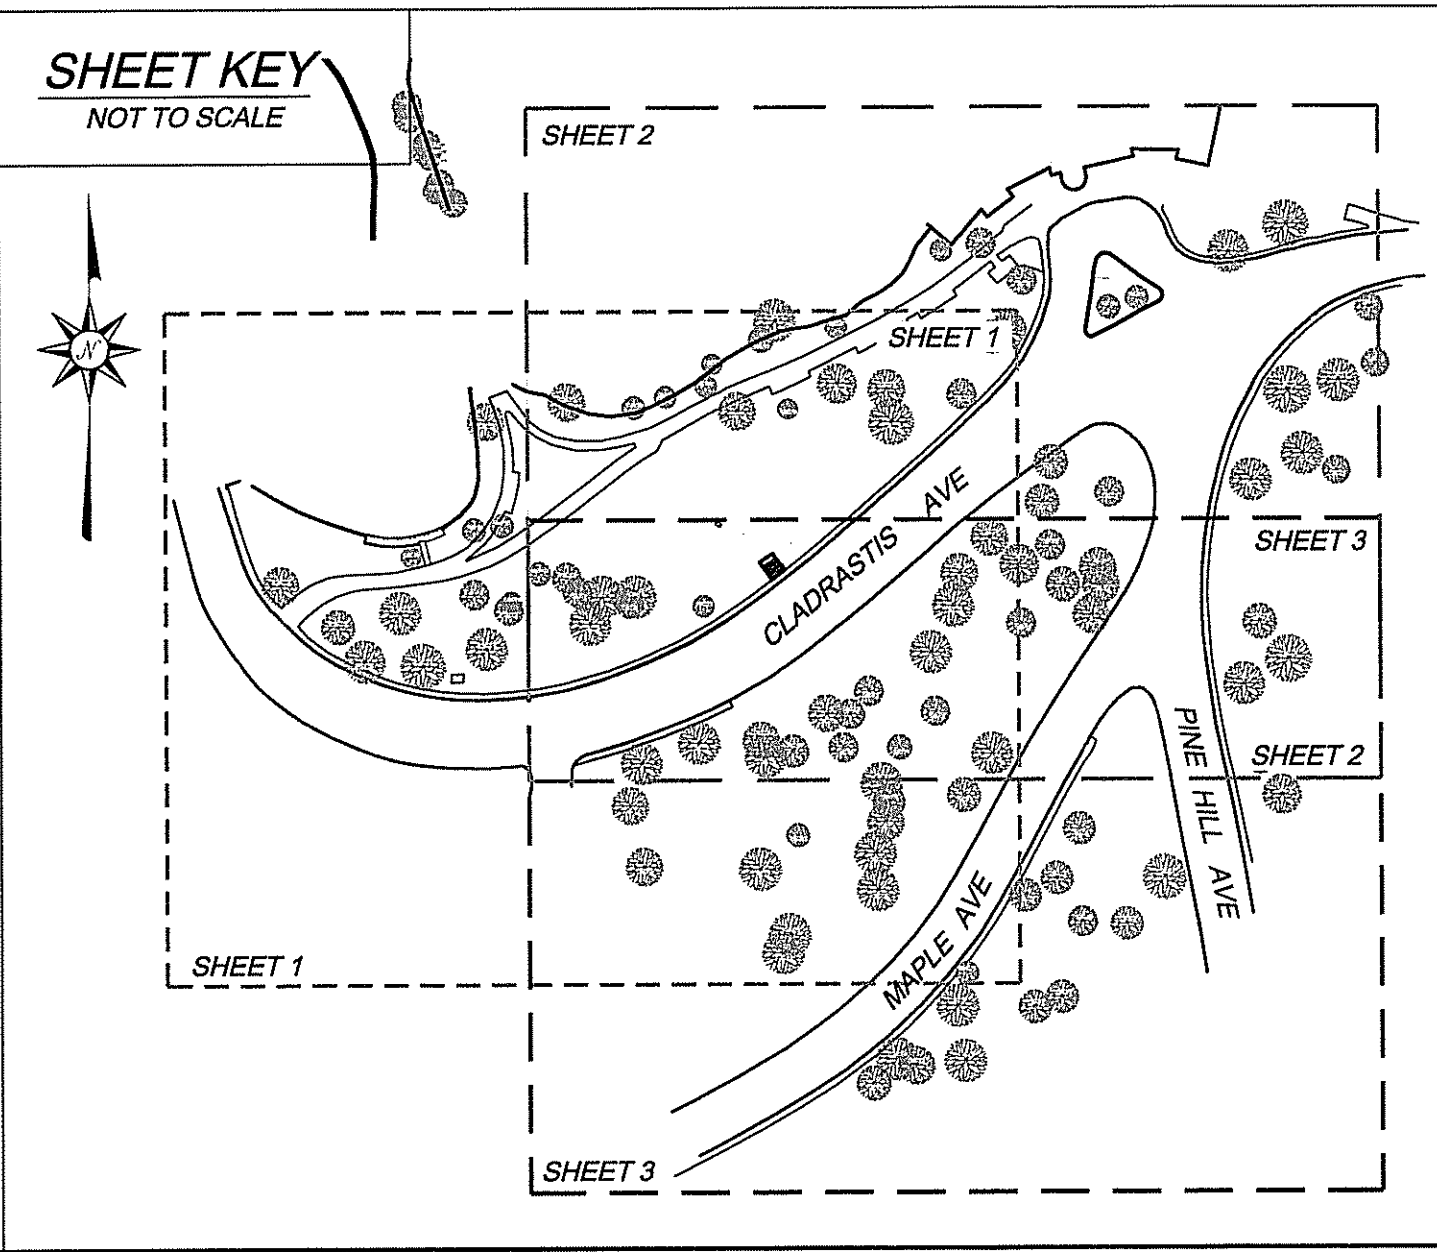 SHEET KEY
NOT TO SCALE
SHEET 2
N
SHEET 1
CLADRASTIS AVE
SHEET 3
SHEET 2
PINE HILL AVE
MAPLE AVE
SHEET 1
SHEET 3